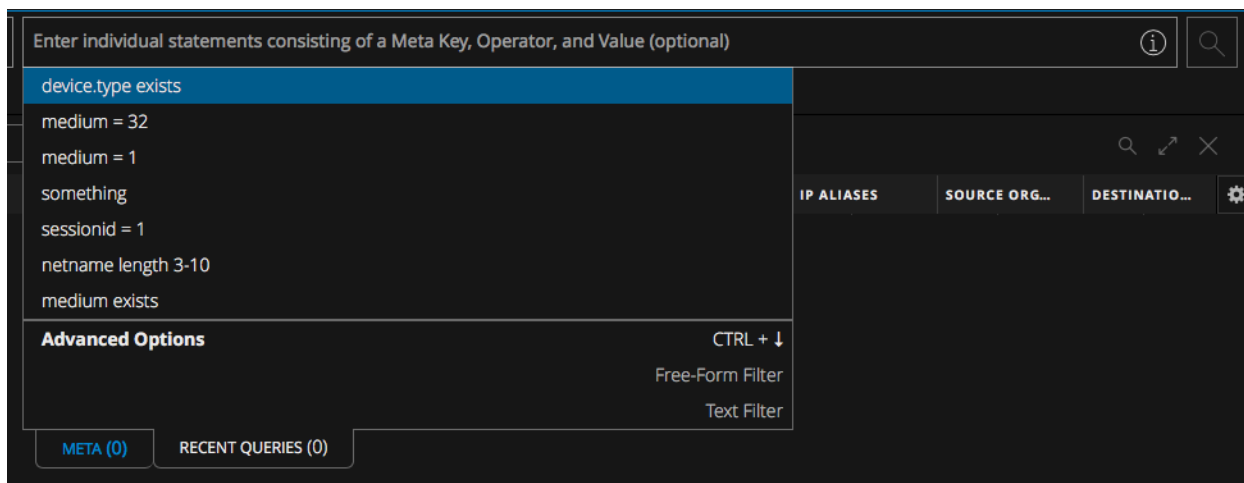 Enter individual statements consisting of a Meta Key, Operator, and Value (optional)
device.type exists
medium = 32
medium = 1
something
sessionid = 1
netname length 3-10
medium exists
IP ALIASES SOURCE ORG... DESTINATIO...
Advanced Options CTRL + ↓
Free-Form Filter
Text Filter
META (0) RECENT QUERIES (0)